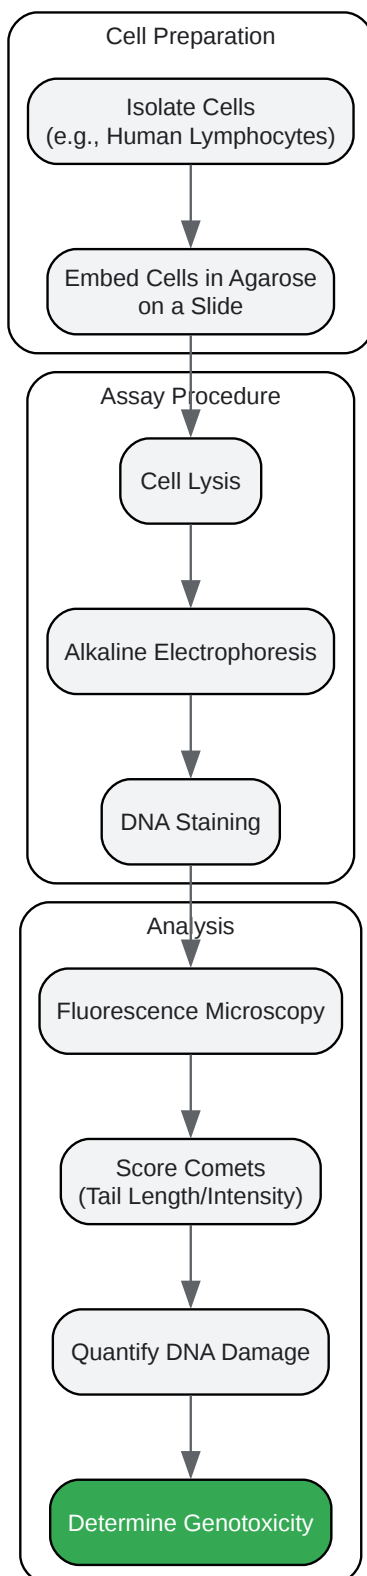 Cell Preparation
Isolate Cells
(e.g., Human Lymphocytes)
Embed Cells in Agarose
on a Slide
Assay Procedure
Cell Lysis
Alkaline Electrophoresis
DNA Staining
Analysis
Fluorescence Microscopy
Score Comets
(Tail Length/Intensity)
Quantify DNA Damage
Determine Genotoxicity